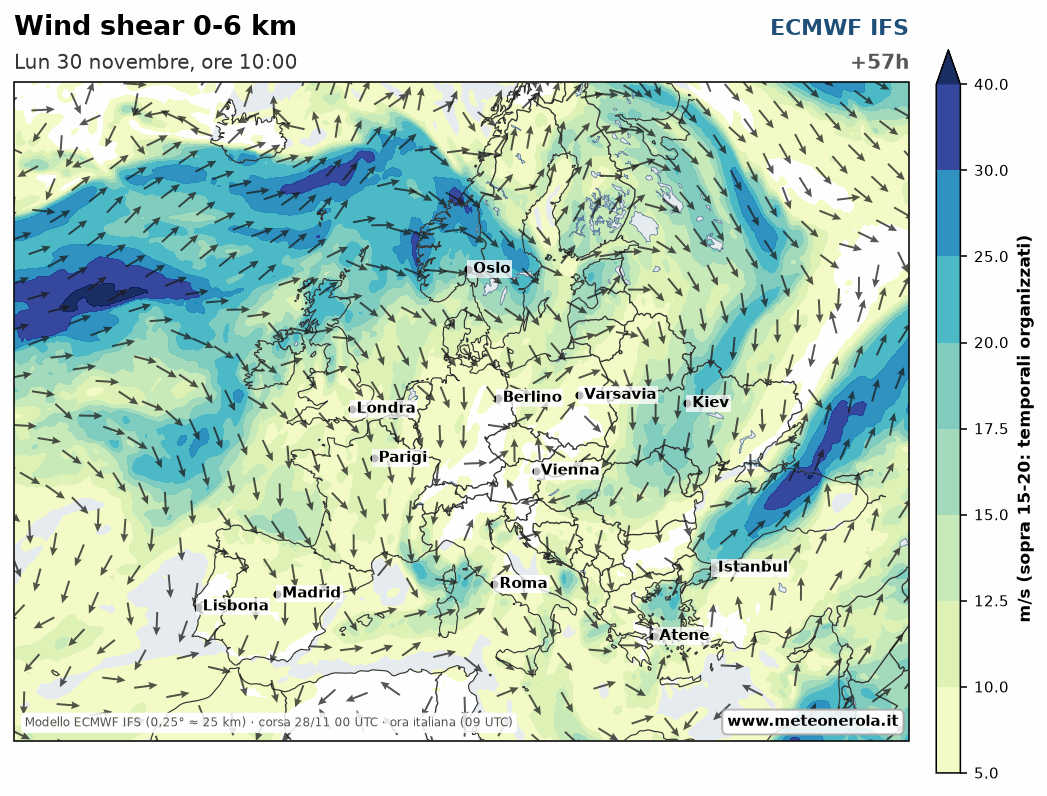 Wind shear 0-6 km
ECMWF IFS
Lun 30 novembre, ore 10:00
+57h
Oslo
Londra
Berlino
Varsavia
Kiev
Parigi
Vienna
Istanbul
Roma
Madrid
Lisbona
Atene
Modello ECMWF IFS (0,25° ≈ 25 km) · corsa 28/11 00 UTC · ora italiana (09 UTC)
www.meteonerola.it
40.0
30.0
25.0
20.0
17.5
15.0
12.5
10.0
5.0
m/s (sopra 15-20: temporali organizzati)